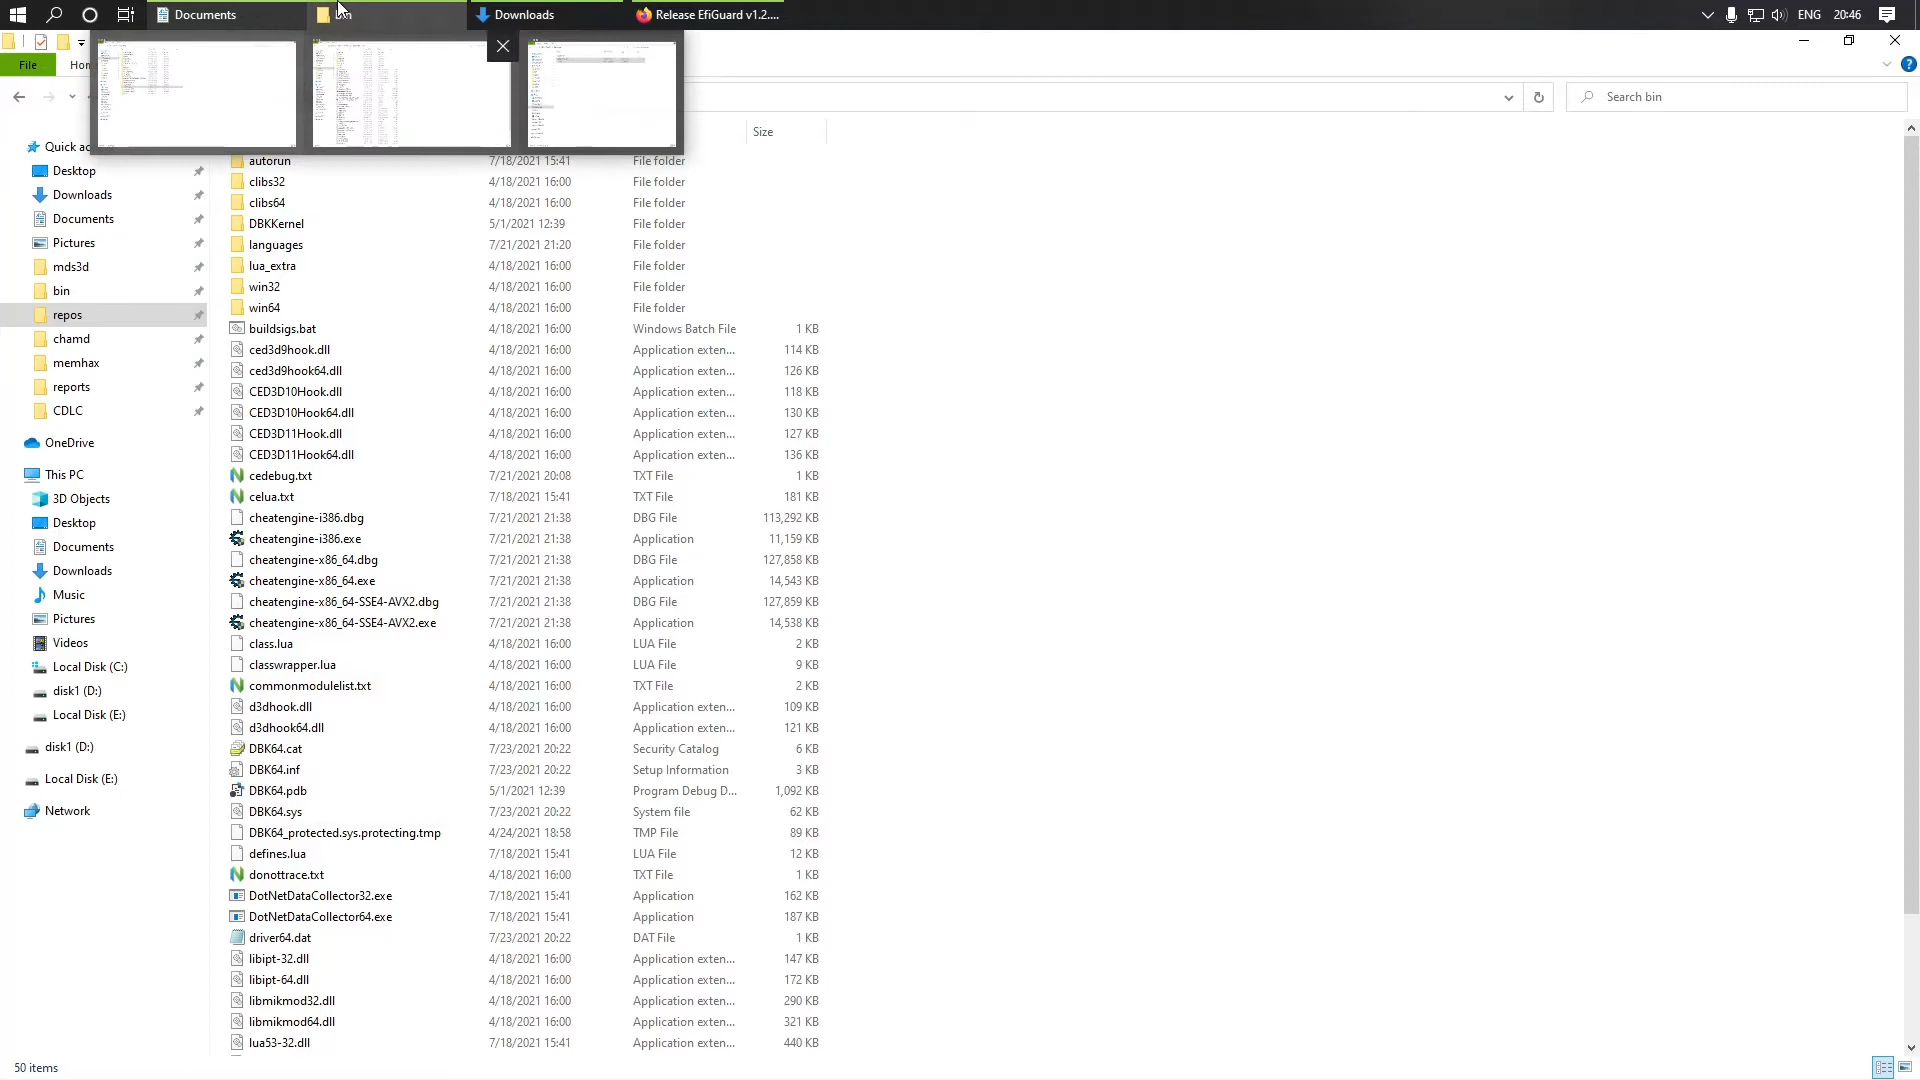 Documents
Downloads
Release EfiGuard v1.2....
ENG
20:46
File
Search bin
Size
Quick ac
Desktop
Downloads
Documents
Pictures
mds3d
bin
repos
chamd
memhax
reports
CDLC
OneDrive
This PC
3D Objects
Desktop
Documents
Downloads
Music
Pictures
Videos
Local Disk (C:)
disk1 (D:)
Local Disk (E:)
disk1 (D:)
Local Disk (E:)
Network
autorun 7/18/2021 15:41 File folder
clibs32 4/18/2021 16:00 File folder
clibs64 4/18/2021 16:00 File folder
DBKKernel 5/1/2021 12:39 File folder
languages 7/21/2021 21:20 File folder
lua_extra 4/18/2021 16:00 File folder
win32 4/18/2021 16:00 File folder
win64 4/18/2021 16:00 File folder
buildsigs.bat 4/18/2021 16:00 Windows Batch File 1 KB
ced3d9hook.dll 4/18/2021 16:00 Application exten... 114 KB
ced3d9hook64.dll 4/18/2021 16:00 Application exten... 126 KB
CED3D10Hook.dll 4/18/2021 16:00 Application exten... 118 KB
CED3D10Hook64.dll 4/18/2021 16:00 Application exten... 130 KB
CED3D11Hook.dll 4/18/2021 16:00 Application exten... 127 KB
CED3D11Hook64.dll 4/18/2021 16:00 Application exten... 136 KB
cedebug.txt 7/21/2021 20:08 TXT File 1 KB
celua.txt 7/18/2021 15:41 TXT File 181 KB
cheatengine-i386.dbg 7/21/2021 21:38 DBG File 113,292 KB
cheatengine-i386.exe 7/21/2021 21:38 Application 11,159 KB
cheatengine-x86_64.dbg 7/21/2021 21:38 DBG File 127,858 KB
cheatengine-x86_64.exe 7/21/2021 21:38 Application 14,543 KB
cheatengine-x86_64-SSE4-AVX2.dbg 7/21/2021 21:38 DBG File 127,859 KB
cheatengine-x86_64-SSE4-AVX2.exe 7/21/2021 21:38 Application 14,538 KB
class.lua 4/18/2021 16:00 LUA File 2 KB
classwrapper.lua 4/18/2021 16:00 LUA File 9 KB
commonmodulelist.txt 4/18/2021 16:00 TXT File 2 KB
d3dhook.dll 4/18/2021 16:00 Application exten... 109 KB
d3dhook64.dll 4/18/2021 16:00 Application exten... 121 KB
DBK64.cat 7/23/2021 20:22 Security Catalog 6 KB
DBK64.inf 7/23/2021 20:22 Setup Information 3 KB
DBK64.pdb 5/1/2021 12:39 Program Debug D... 1,092 KB
DBK64.sys 7/23/2021 20:22 System file 62 KB
DBK64_protected.sys.protecting.tmp 4/24/2021 18:58 TMP File 89 KB
defines.lua 7/18/2021 15:41 LUA File 12 KB
donottrace.txt 4/18/2021 16:00 TXT File 1 KB
DotNetDataCollector32.exe 7/18/2021 15:41 Application 162 KB
DotNetDataCollector64.exe 7/18/2021 15:41 Application 187 KB
driver64.dat 7/23/2021 20:22 DAT File 1 KB
libipt-32.dll 4/18/2021 16:00 Application exten... 147 KB
libipt-64.dll 4/18/2021 16:00 Application exten... 172 KB
libmikmod32.dll 4/18/2021 16:00 Application exten... 290 KB
libmikmod64.dll 4/18/2021 16:00 Application exten... 321 KB
lua53-32.dll 7/18/2021 15:41 Application exten... 440 KB
50 items